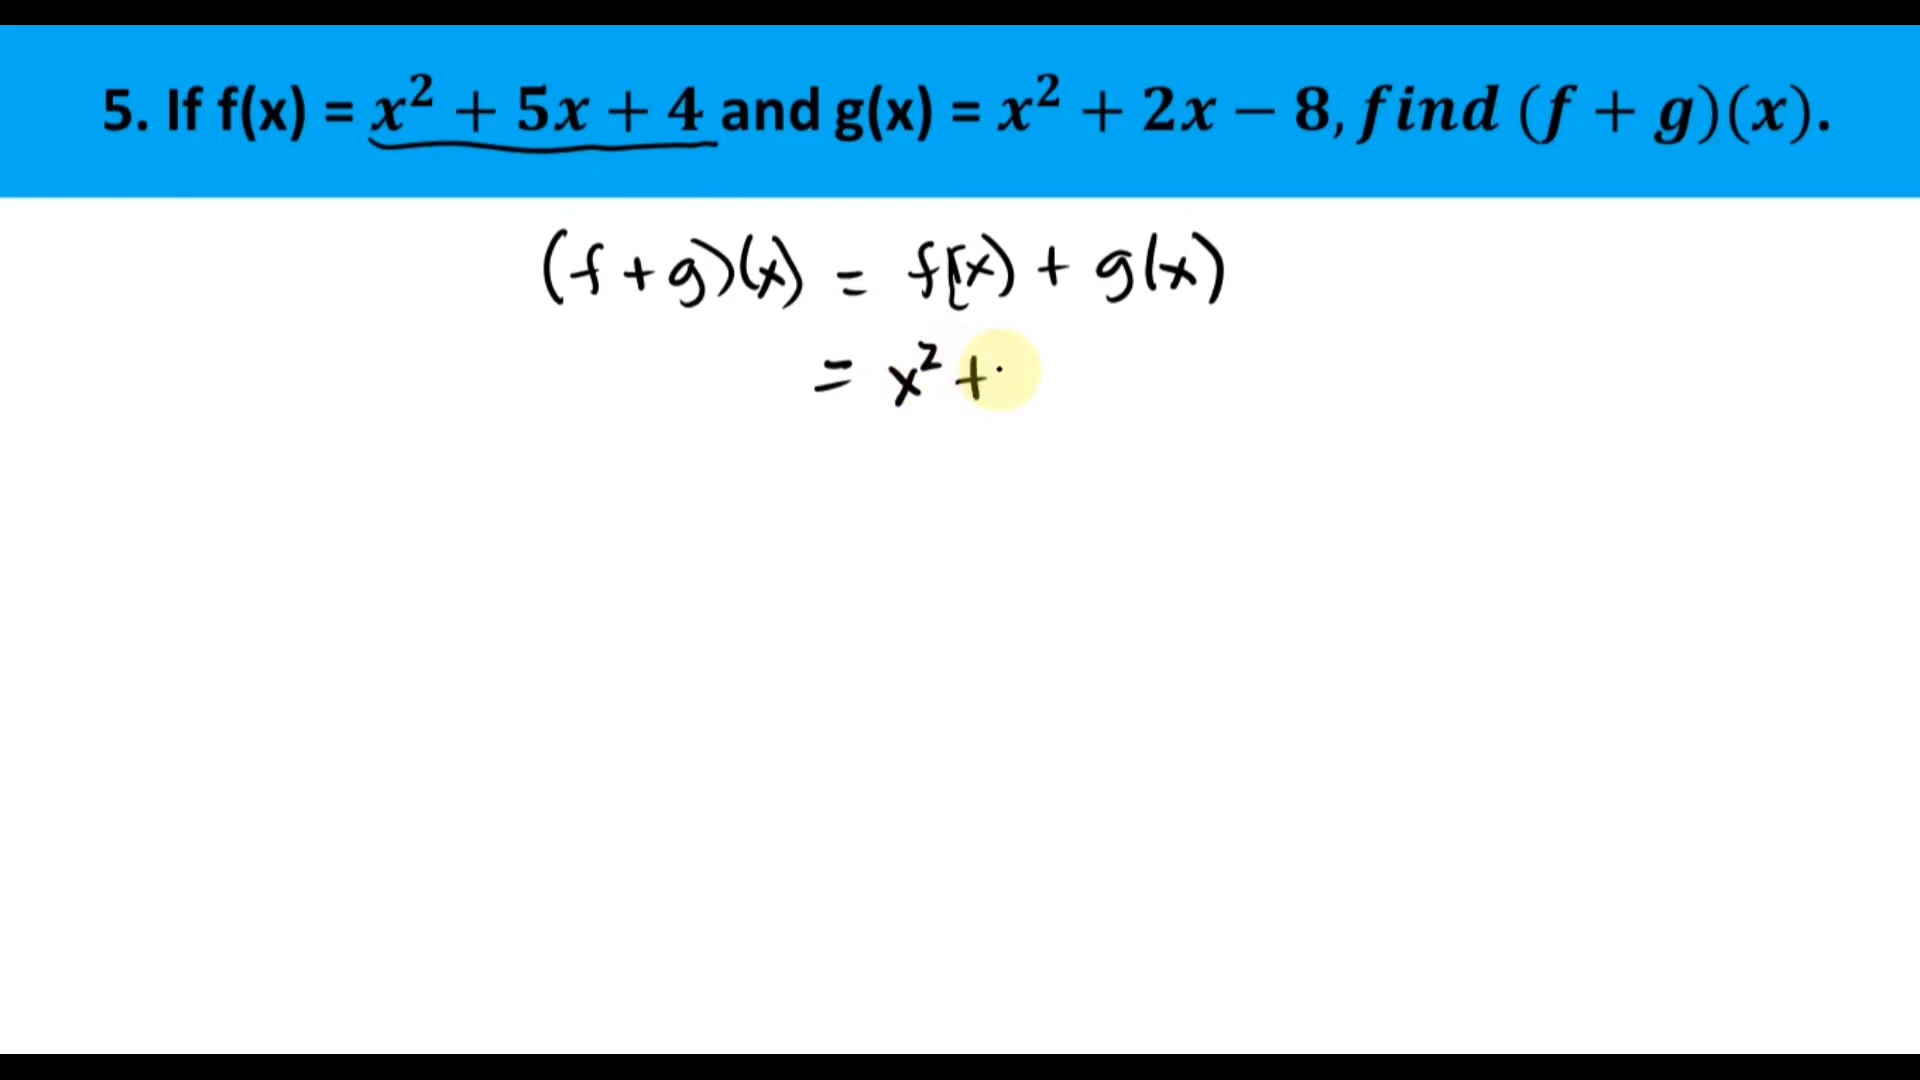 5. If f(x) = x² + 5x + 4 and g(x) = x² + 2x − 8, find (f + g)(x).
(f + g)(x) = f(x) + g(x)
= x² +